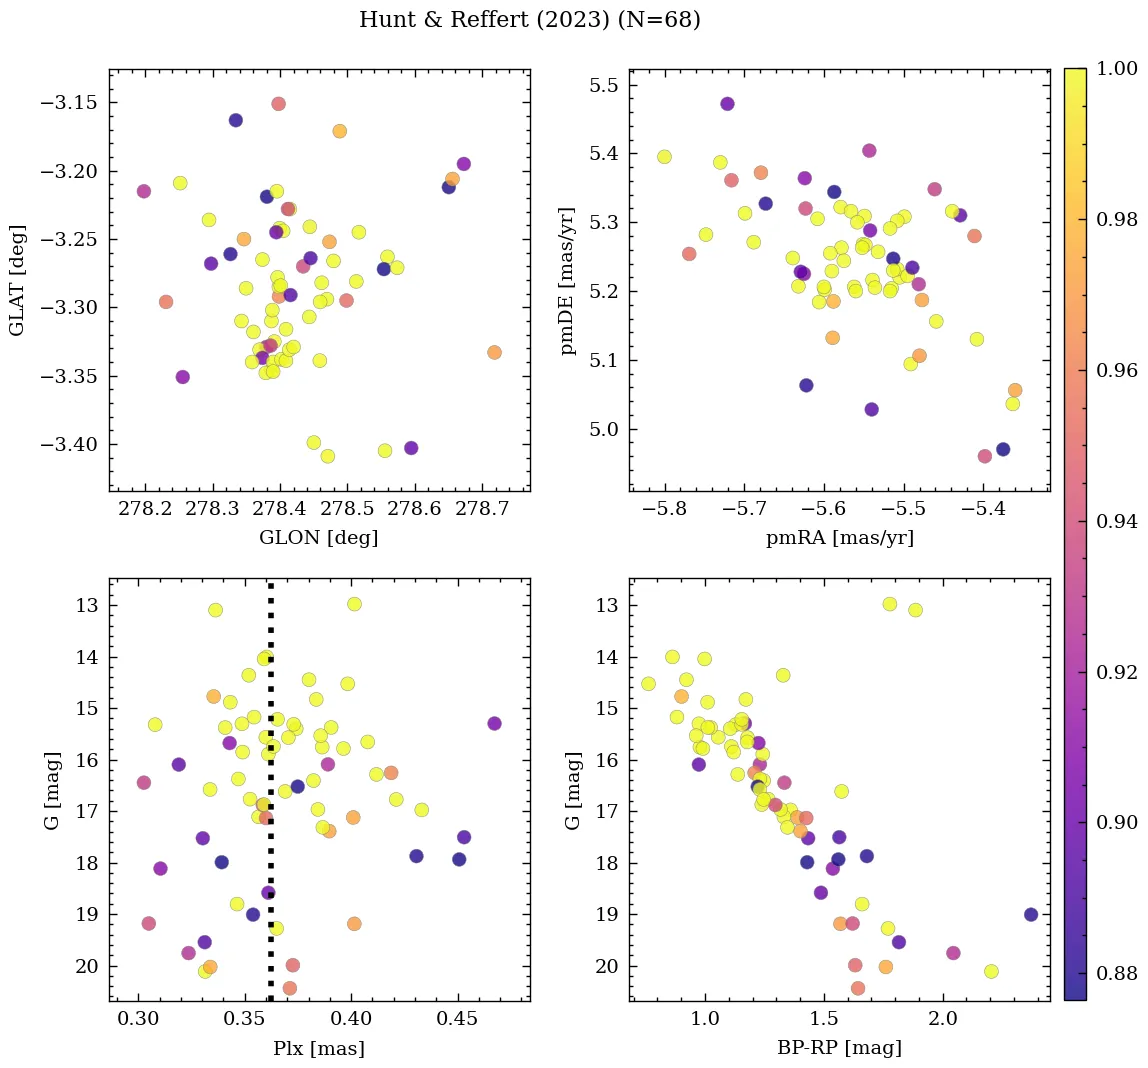 Hunt & Reffert (2023) (N=68)
−3.15
−3.20
−3.25
−3.30
−3.35
−3.40
GLAT [deg]
278.2 278.3 278.4 278.5 278.6 278.7
GLON [deg]
5.5
5.4
5.3
5.2
5.1
5.0
pmDE [mas/yr]
−5.8 −5.7 −5.6 −5.5 −5.4
pmRA [mas/yr]
13
14
15
16
17
18
19
20
G [mag]
0.30 0.35 0.40 0.45
Plx [mas]
13
14
15
16
17
18
19
20
G [mag]
1.0 1.5 2.0
BP-RP [mag]
1.00
0.98
0.96
0.94
0.92
0.90
0.88